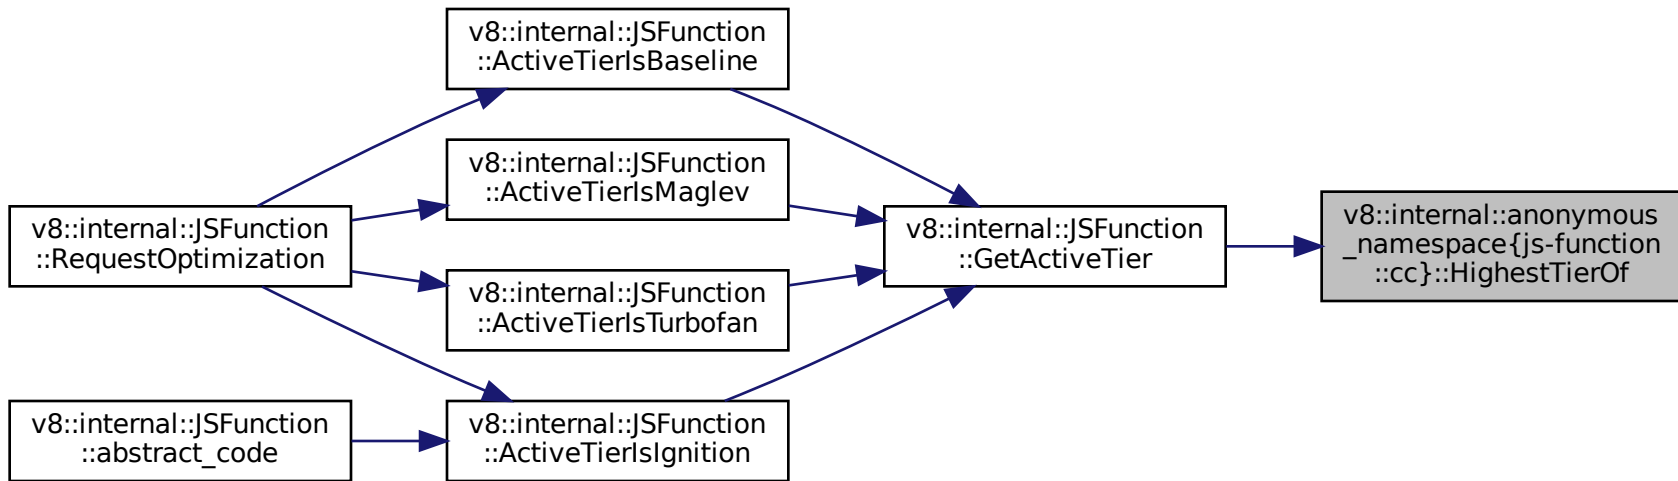 v8::internal::JSFunction
::ActiveTierIsBaseline
v8::internal::JSFunction
::ActiveTierIsMaglev
v8::internal::JSFunction
::RequestOptimization
v8::internal::JSFunction
::GetActiveTier
v8::internal::anonymous
_namespace{js-function
::cc}::HighestTierOf
v8::internal::JSFunction
::ActiveTierIsTurbofan
v8::internal::JSFunction
::abstract_code
v8::internal::JSFunction
::ActiveTierIsIgnition